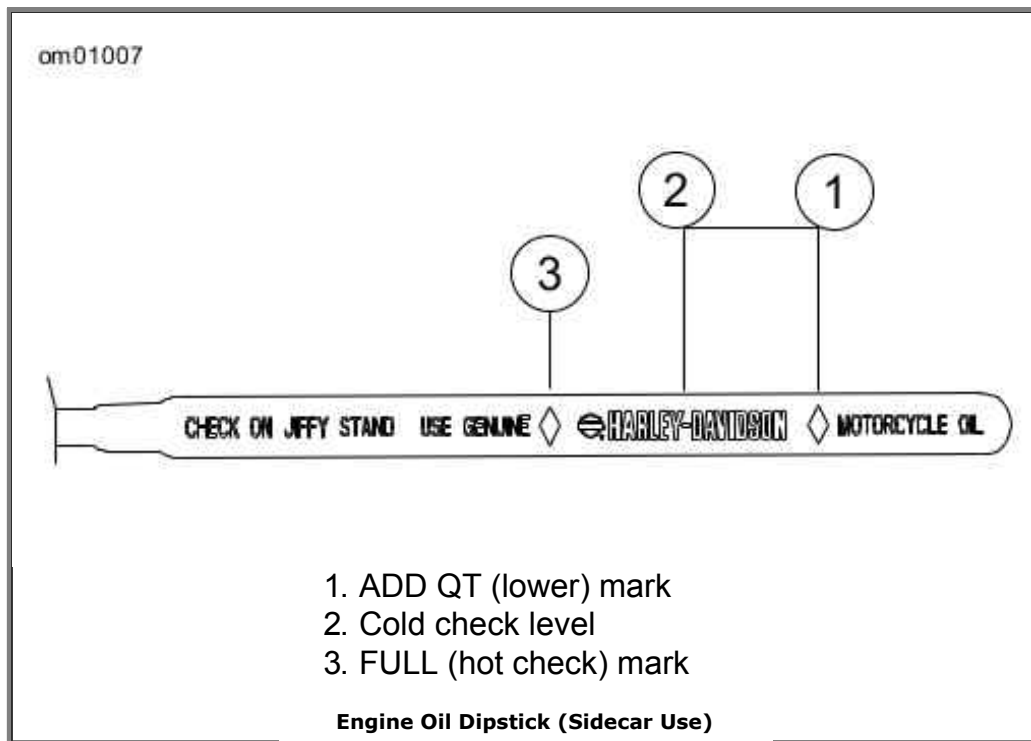 om01007
2
1
3
CHECK ON JIFFY STAND USE GENUINE HARLEY-DAVIDSON MOTORCYCLE OIL
1. ADD QT (lower) mark
2. Cold check level
3. FULL (hot check) mark
Engine Oil Dipstick (Sidecar Use)